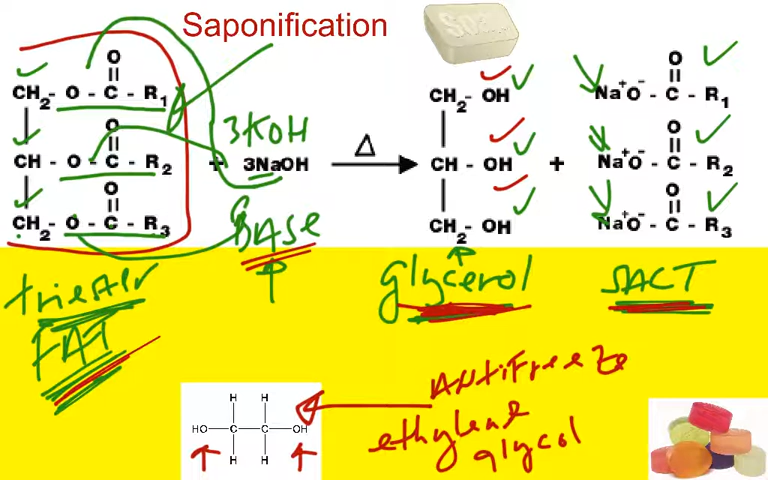 Saponification
SOAP
O
CH2 - O - C - R1
O
CH - O - C - R2
O
CH2 - O - C - R3
3KOH
+ 3NaOH
BASE
Δ
CH2 - OH
CH - OH
CH2 - OH
+
O
Na+O- - C - R1
O
Na+O- - C - R2
O
Na+O- - C - R3
triester
FAT
glycerol
SALT
ANTiFreeze
ethylene
glycol
H H
HO OH
H H